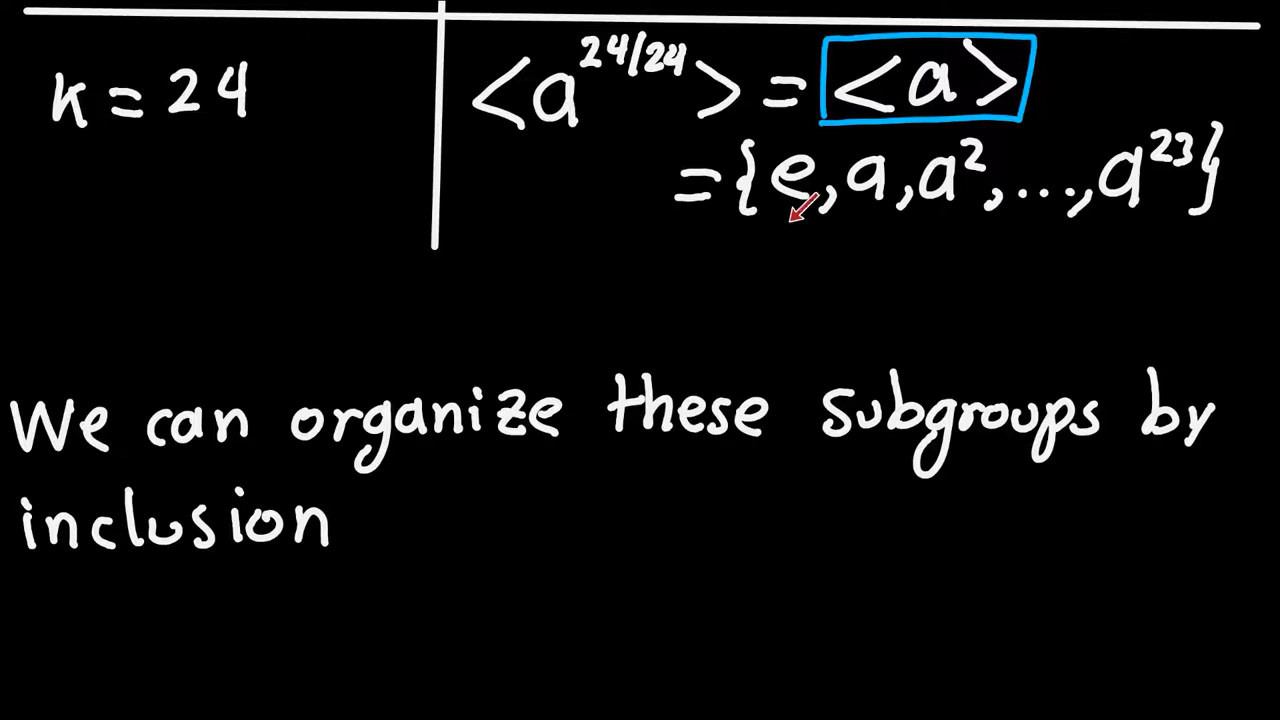 k = 24
<a^{24/24}> = <a>
= {e, a, a^2, ..., a^{23}}
We can organize these subgroups by
inclusion